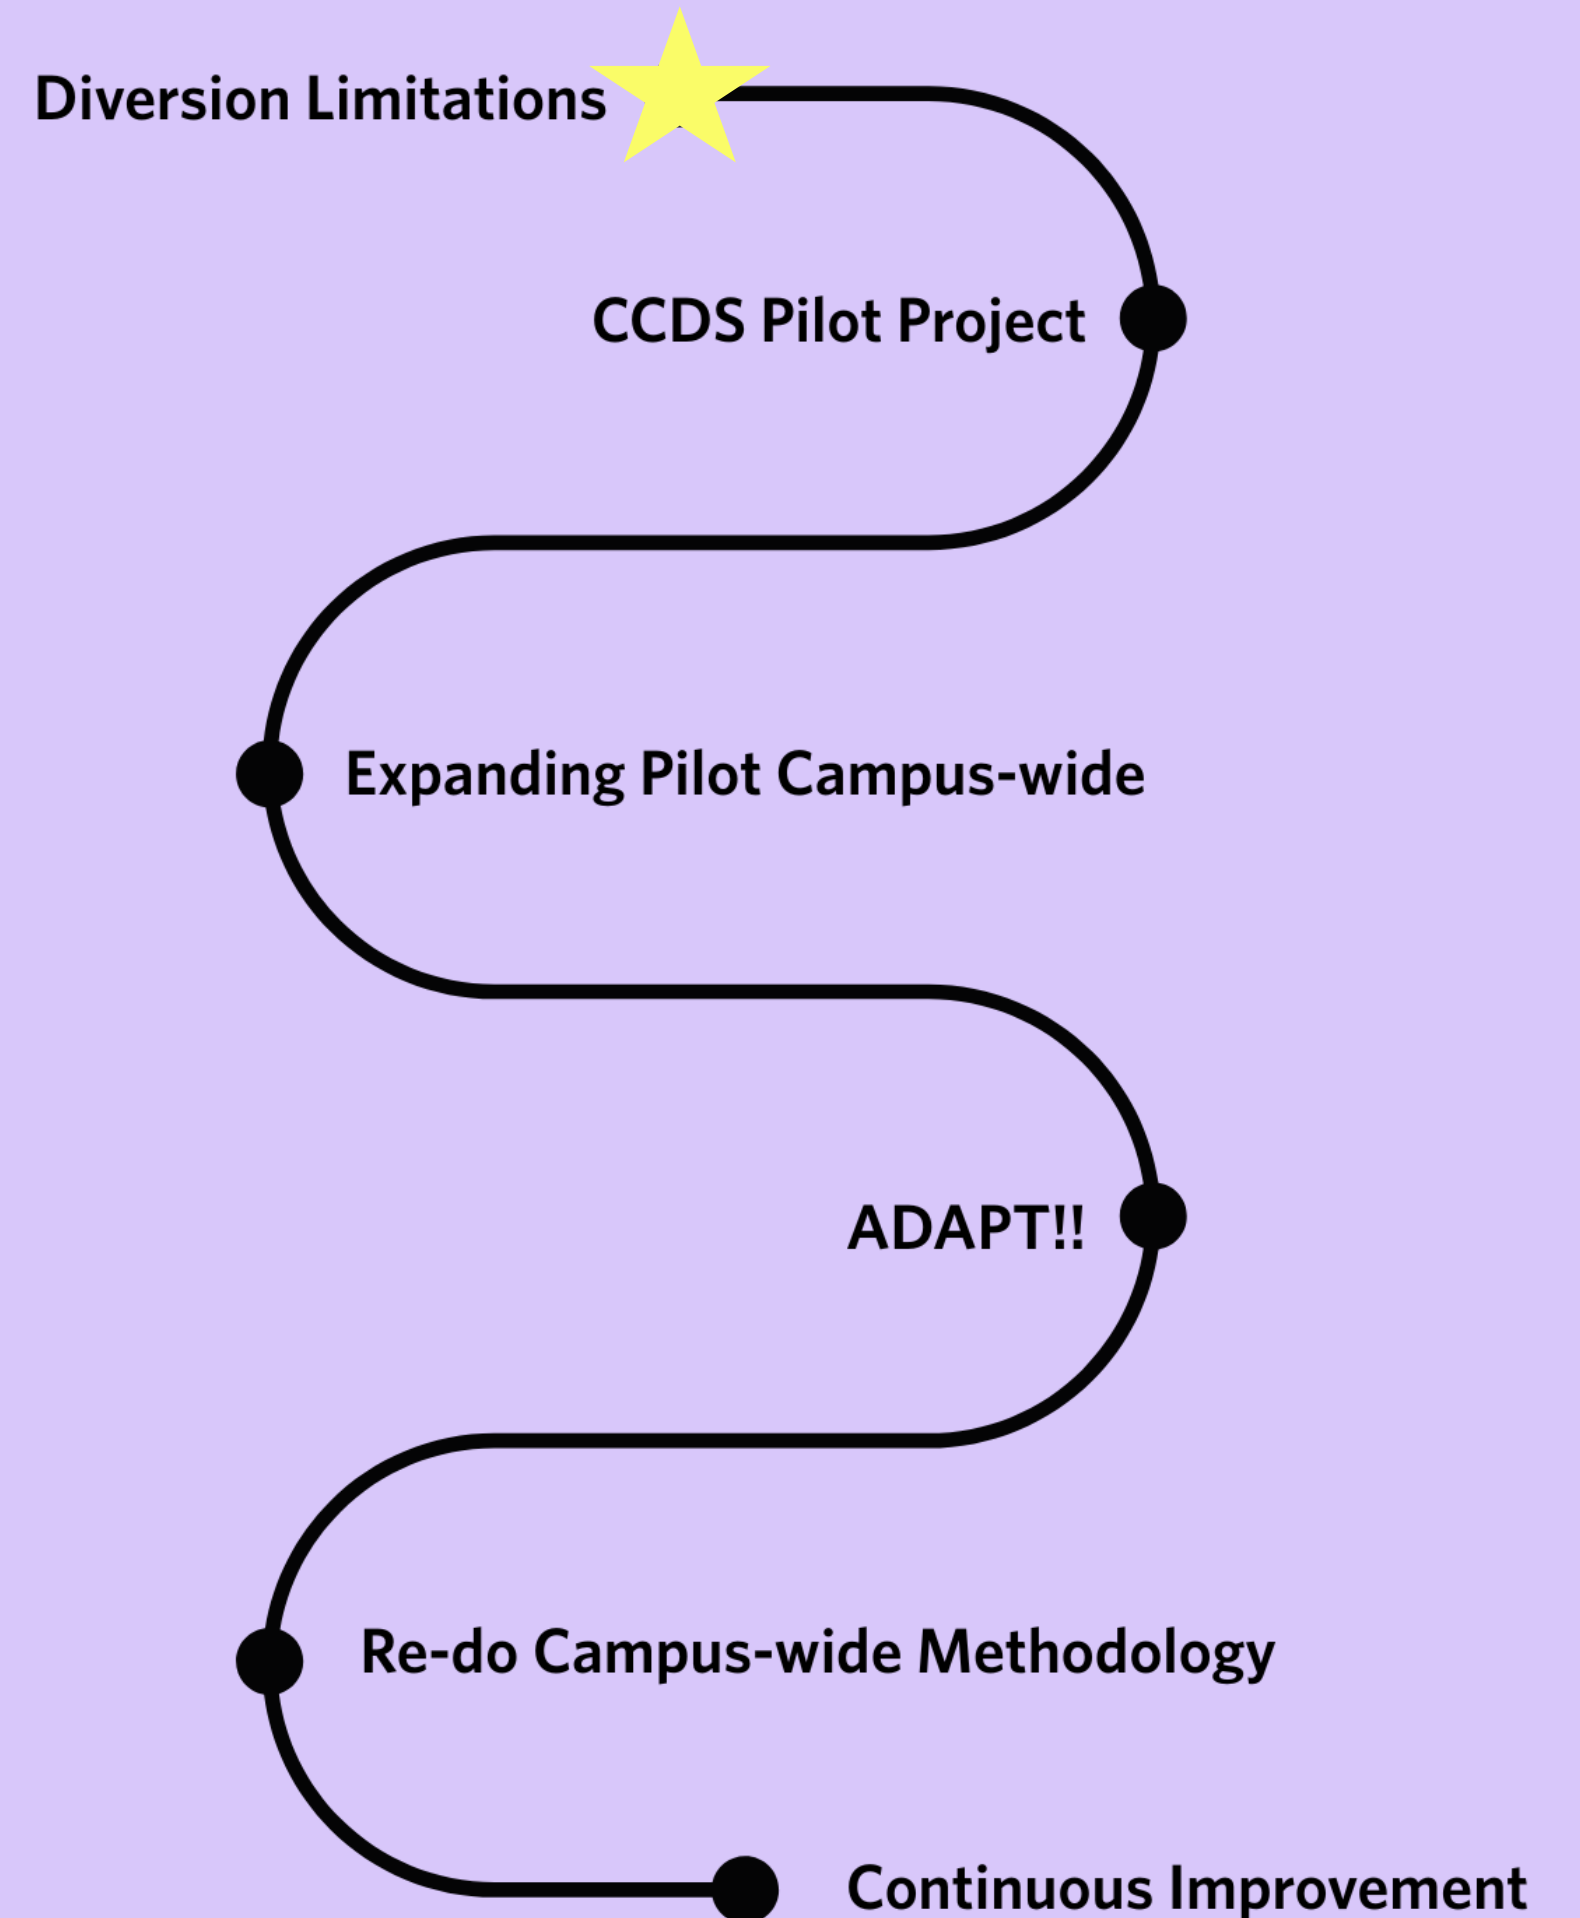 Diversion Limitations
CCDS Pilot Project
Expanding Pilot Campus-wide
ADAPT!!
Re-do Campus-wide Methodology
Continuous Improvement